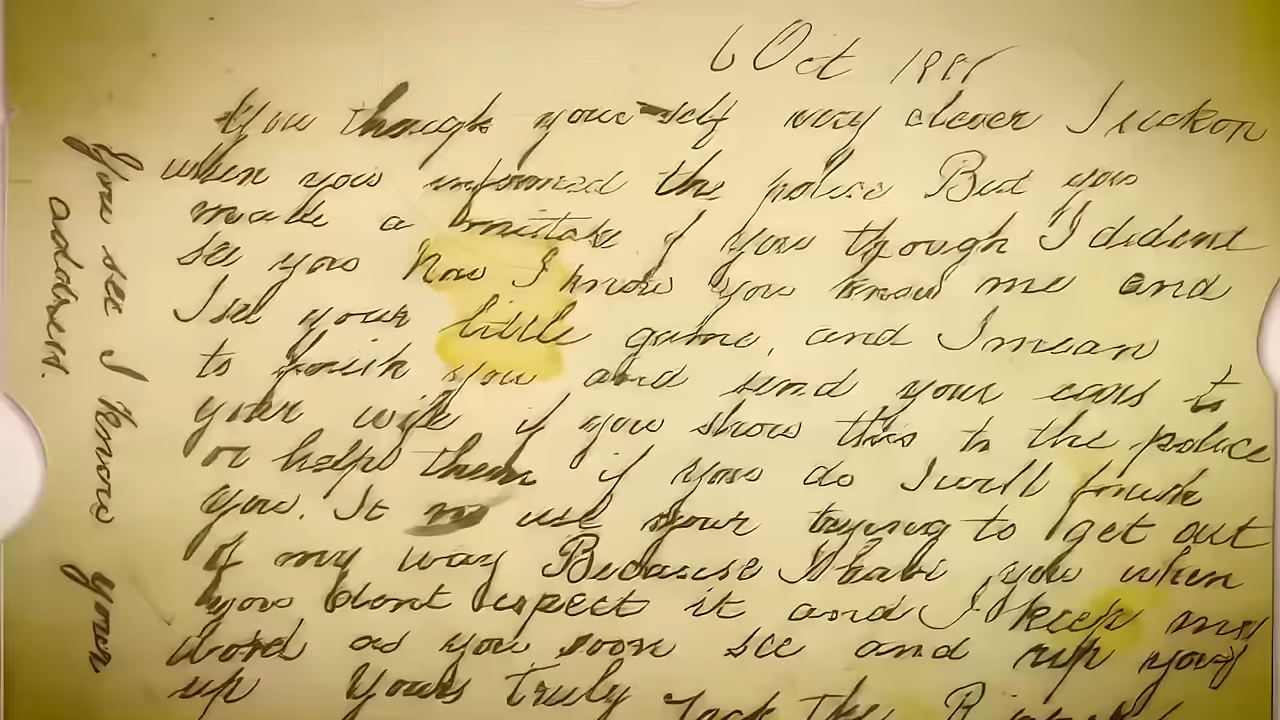 6 Oct 1888
You though your-self very clever I reckon
when you informed the police But you
made a mistake if you though I dident
see you Now I know you know me and
I see your little game, and I mean
to finish you and send your ears to
your wife if you show this to the police
or help them if you do I will finish
you. It no use your trying to get out
of my way Because I have you when
you dont expect it and I keep my
word as you soon see and rip you
up Yours truly Jack the Ripper
You see I know your
address.